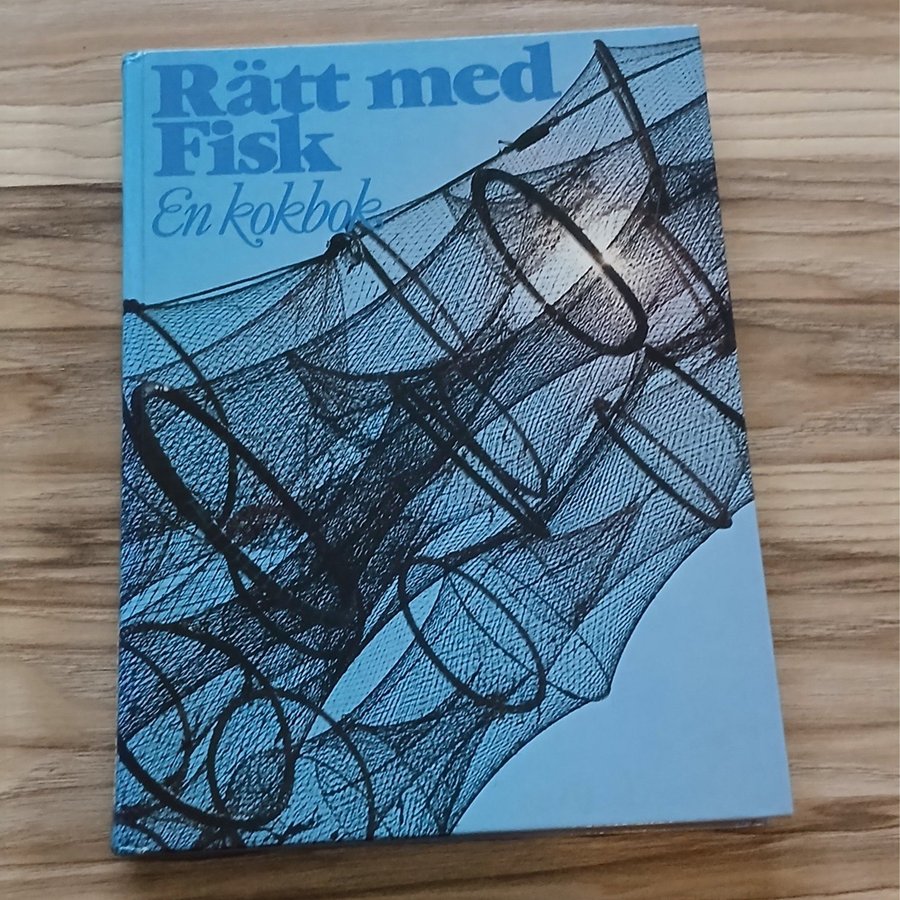 Rätt med
Fisk
En kokbok